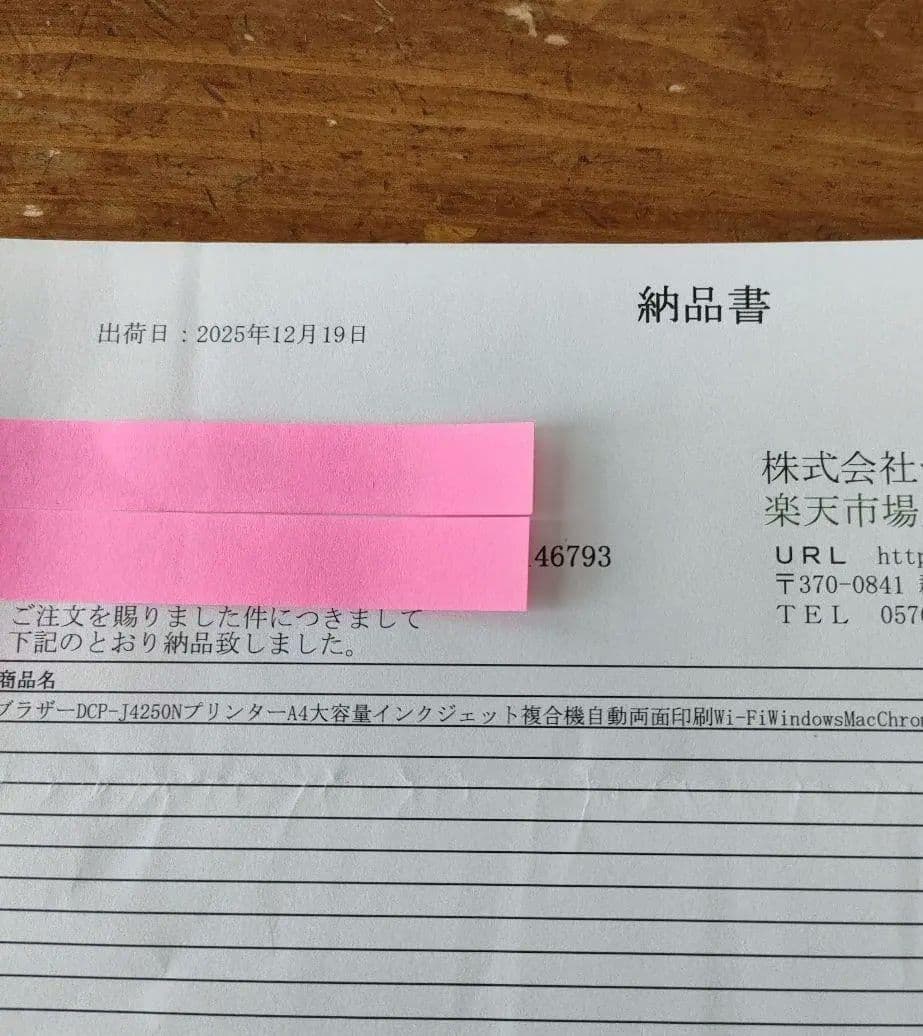 納品書
出荷日：2025年12月19日
株式会社
楽天市場
46793
URL http
〒370-0841
TEL 0570
ご注文を賜りました件につきまして
下記のとおり納品致しました。
商品名
ブラザーDCP-J4250NプリンターA4大容量インクジェット複合機自動両面印刷Wi-FiWindowsMacChrom